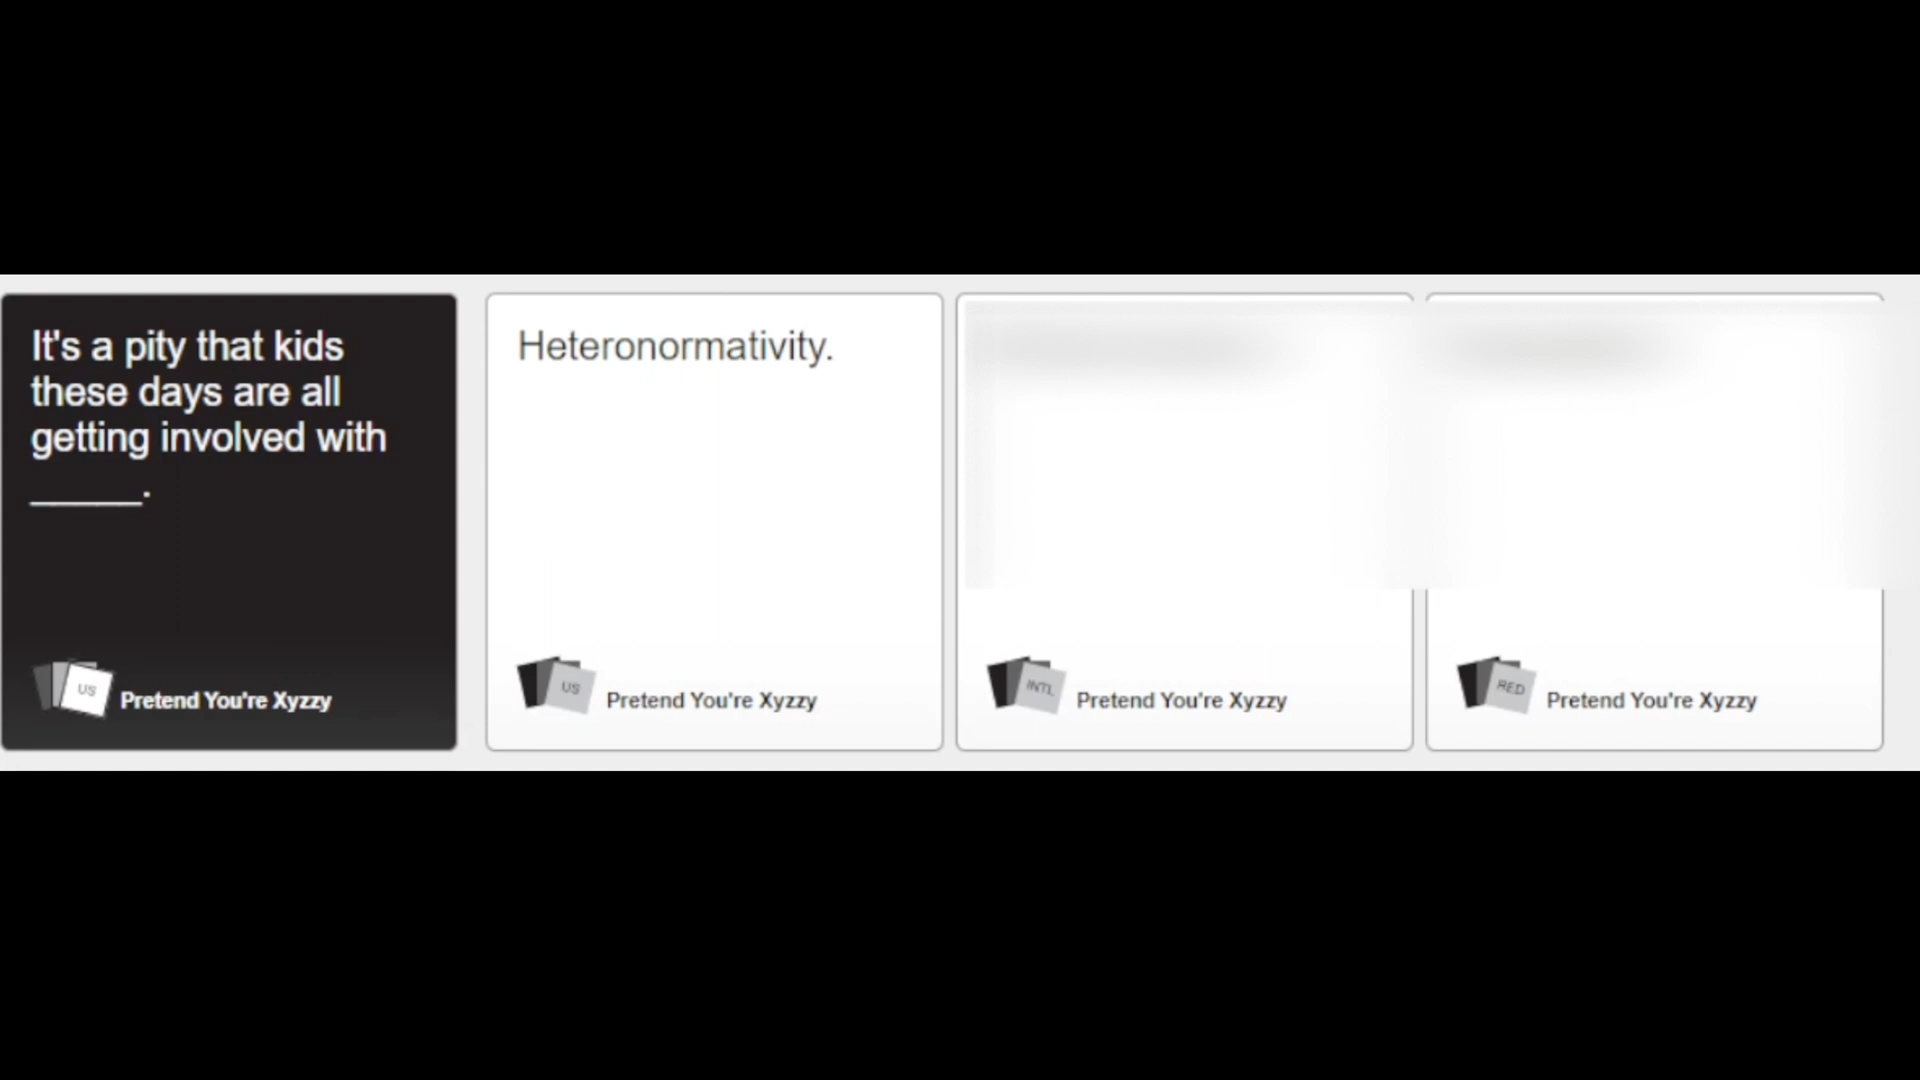 It's a pity that kids
these days are all
getting involved with
_____.
US
Pretend You're Xyzzy
Heteronormativity.
US
Pretend You're Xyzzy
INTL
Pretend You're Xyzzy
RED
Pretend You're Xyzzy